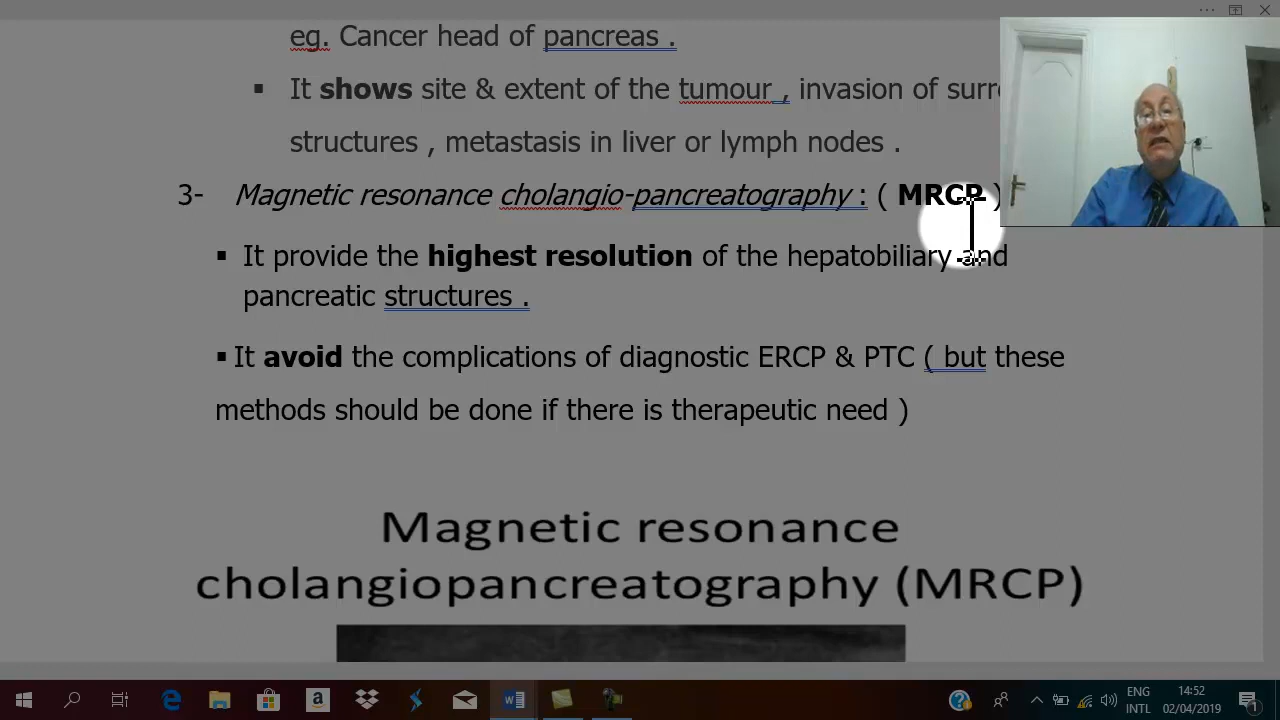 eg. Cancer head of pancreas .
▪ It shows site & extent of the tumour , invasion of
structures , metastasis in liver or lymph nodes .
3- Magnetic resonance cholangio-pancreatography : ( MRCP )
▪ It provide the highest resolution of the hepatobiliary and
pancreatic structures .
▪ It avoid the complications of diagnostic ERCP & PTC ( but these
methods should be done if there is therapeutic need )
Magnetic resonance
cholangiopancreatography (MRCP)
ENG
INTL
14:52
02/04/2019
1